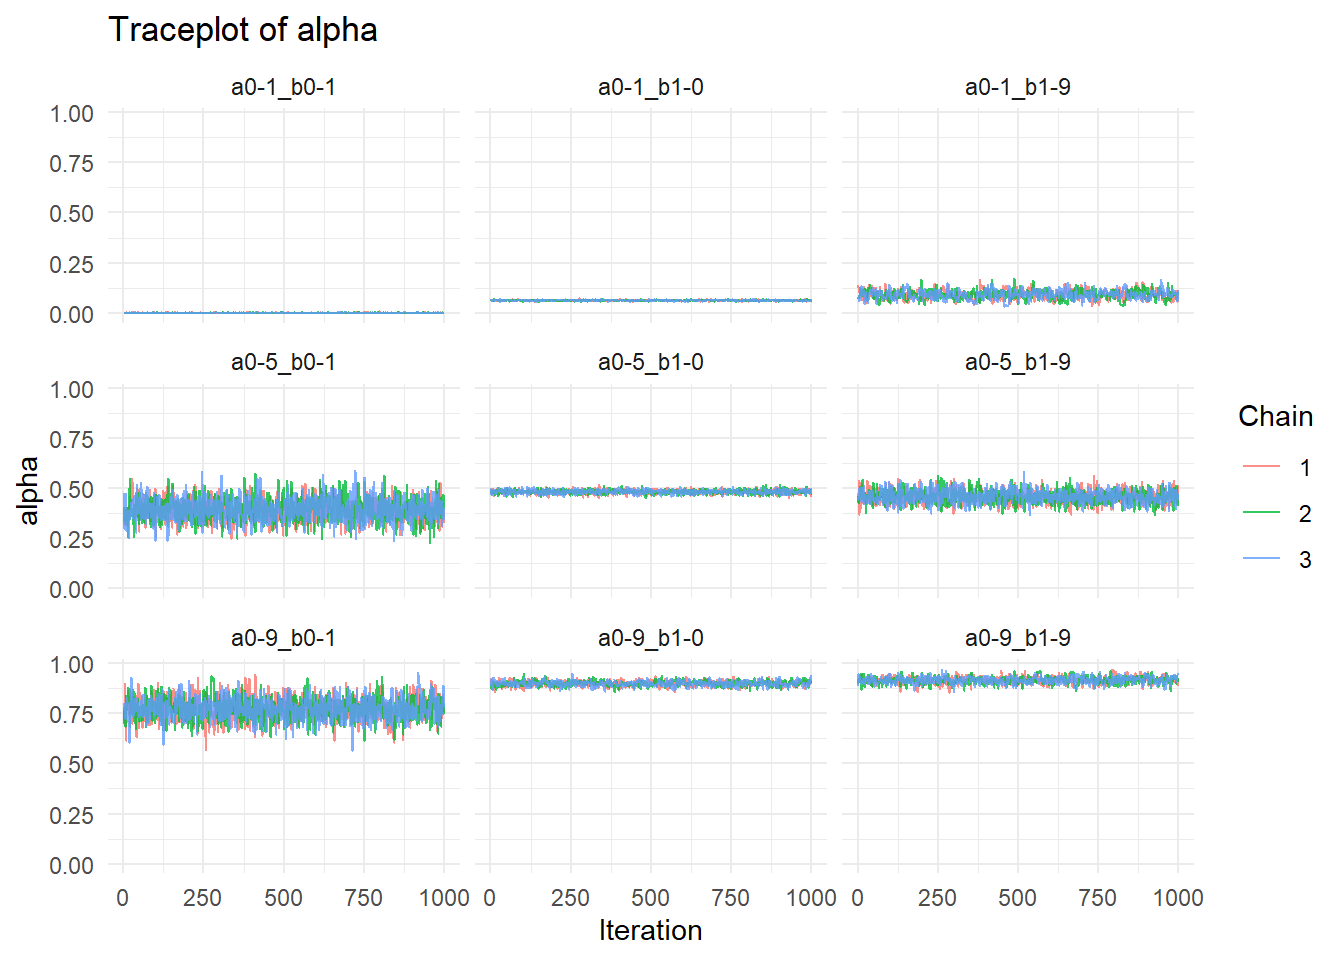 Traceplot of alpha
a0-1_b0-1
a0-1_b1-0
a0-1_b1-9
1.00
0.75
0.50
0.25
0.00
a0-5_b0-1
a0-5_b1-0
a0-5_b1-9
1.00
0.75
0.50
0.25
0.00
a0-9_b0-1
a0-9_b1-0
a0-9_b1-9
1.00
0.75
0.50
0.25
0.00
0 250 500 750 1000
0 250 500 750 1000
0 250 500 750 1000
Iteration
alpha
Chain
1
2
3